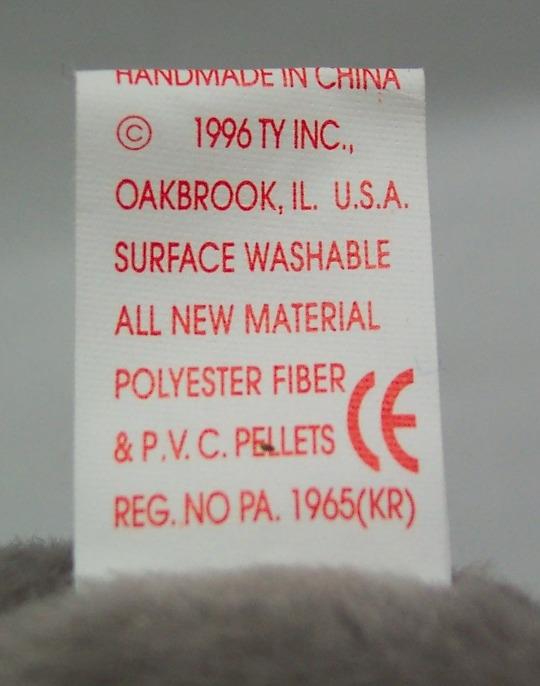 HANDMADE IN CHINA
© 1996 TY INC.,
OAKBROOK, IL. U.S.A.
SURFACE WASHABLE
ALL NEW MATERIAL
POLYESTER FIBER
& P.V.C. PELLETS CE
REG. NO PA. 1965(KR)